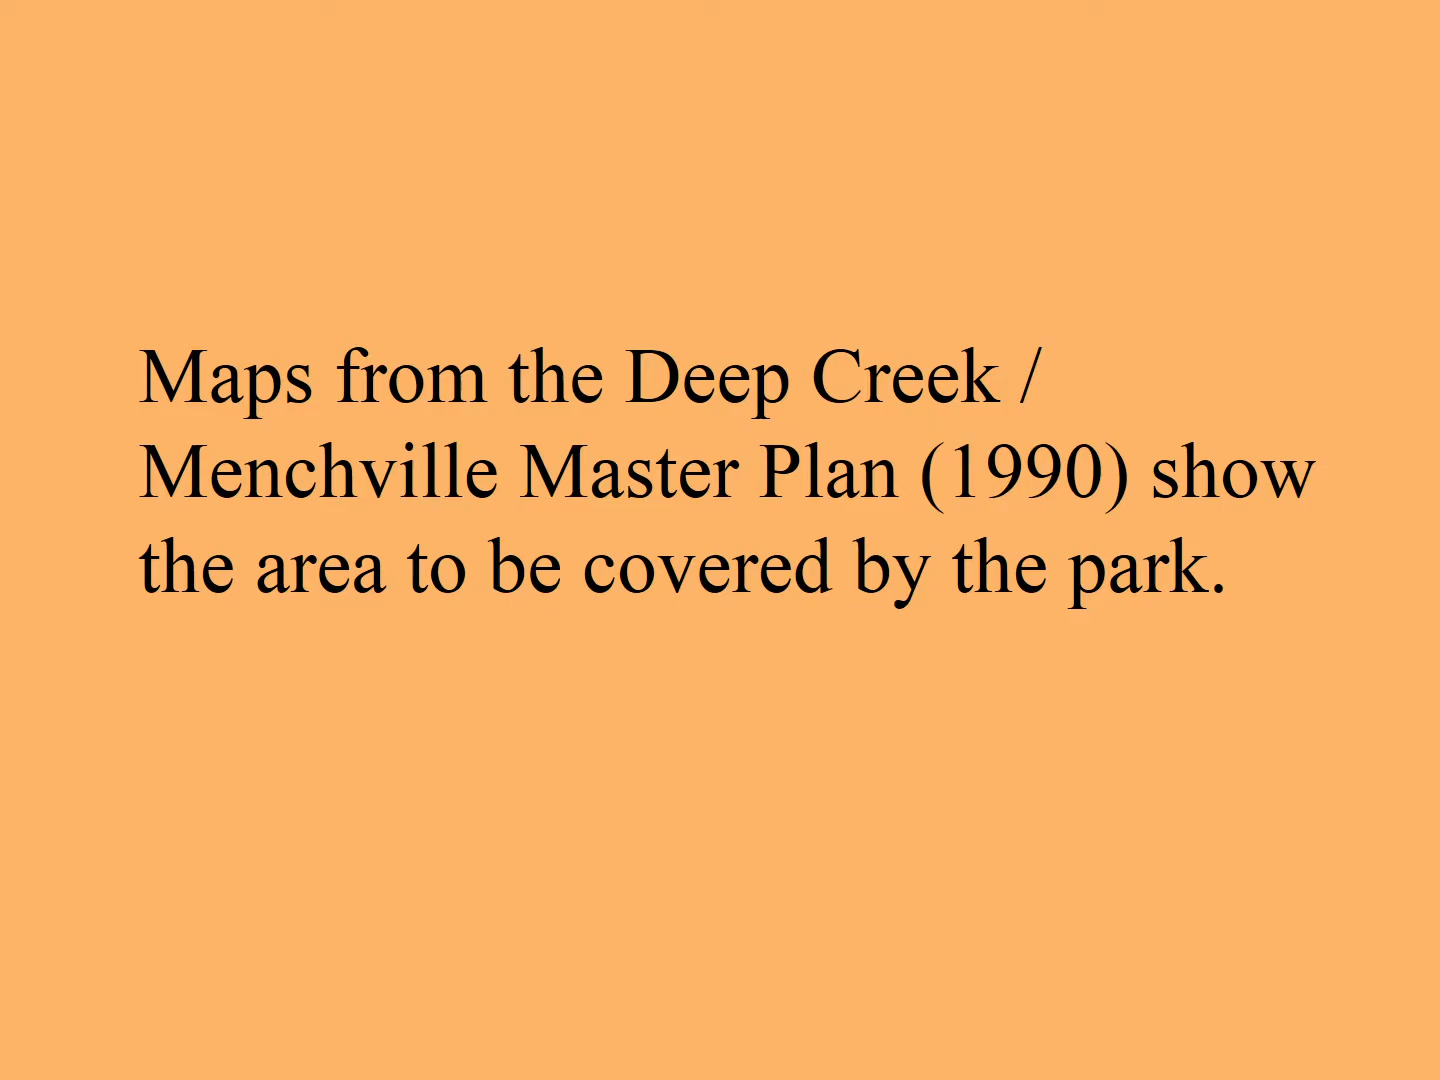 Maps from the Deep Creek /
Menchville Master Plan (1990) show
the area to be covered by the park.